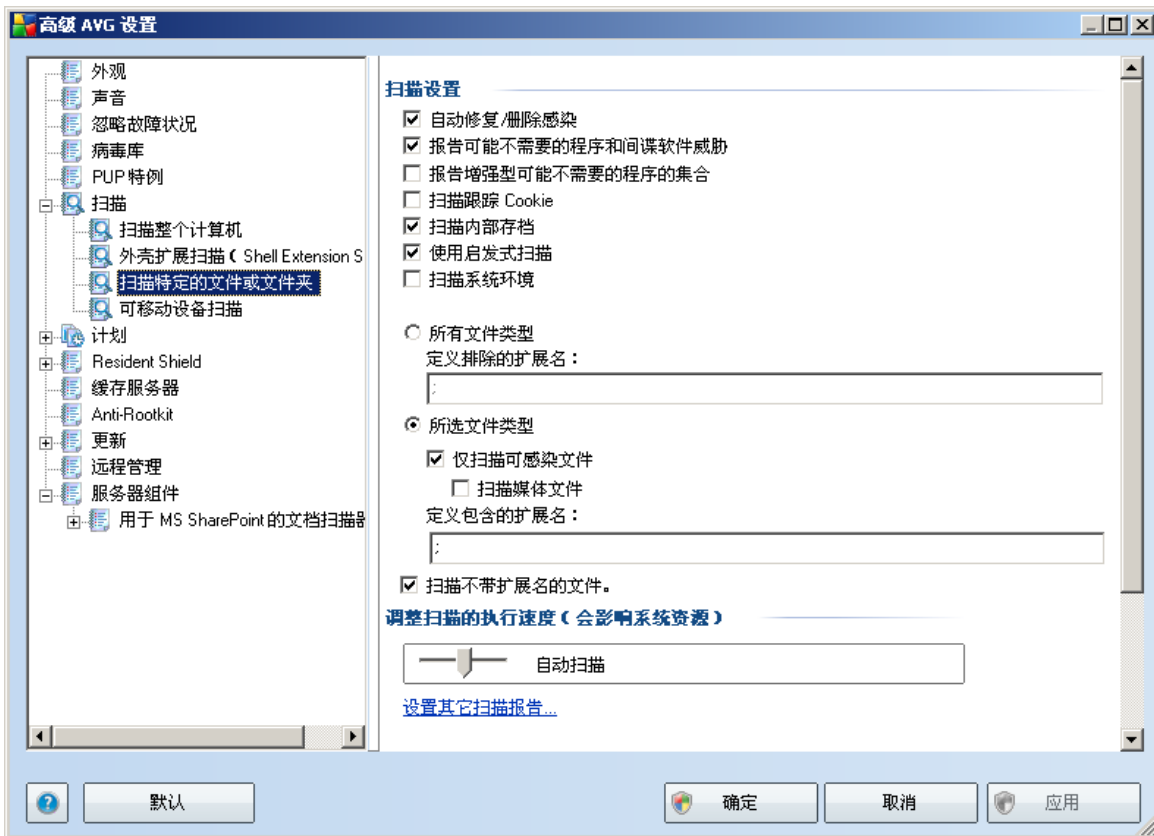 高级 AVG 设置
外观
声音
忽略故障状况
病毒库
PUP 特例
扫描
扫描整个计算机
外壳扩展扫描（Shell Extension S
扫描特定的文件或文件夹
可移动设备扫描
计划
Resident Shield
缓存服务器
Anti-Rootkit
更新
远程管理
服务器组件
用于 MS SharePoint 的文档扫描器
扫描设置
自动修复/删除感染
报告可能不需要的程序和间谍软件威胁
报告增强型可能不需要的程序的集合
扫描跟踪 Cookie
扫描内部存档
使用启发式扫描
扫描系统环境
所有文件类型
定义排除的扩展名：
;
所选文件类型
仅扫描可感染文件
扫描媒体文件
定义包含的扩展名：
;
扫描不带扩展名的文件。
调整扫描的执行速度（会影响系统资源）
自动扫描
设置其它扫描报告...
默认
确定
取消
应用